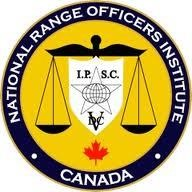 NATIONAL RANGE OFFICERS INSTITUTE
I.P.S.C.
DVC
CANADA